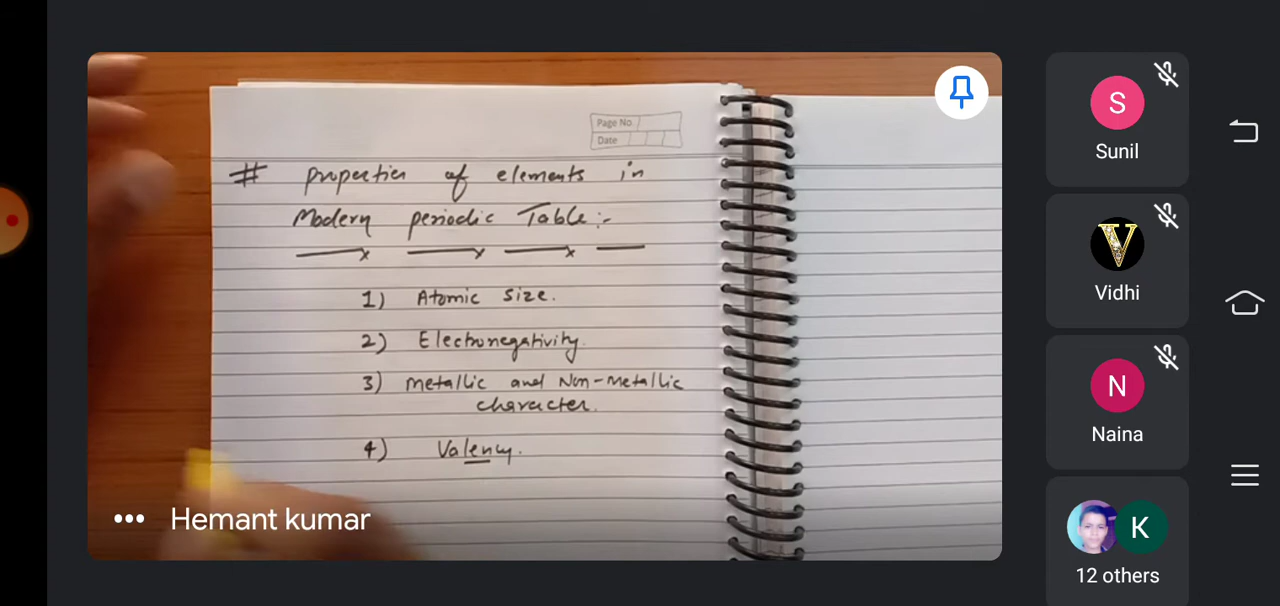 Page No
Date
# properties of elements in
Modern periodic Table:-
1) Atomic size.
2) Electronegativity.
3) Metallic and Non-Metallic
character.
4) Valency.
Hemant kumar
S
Sunil
V
Vidhi
N
Naina
K
12 others